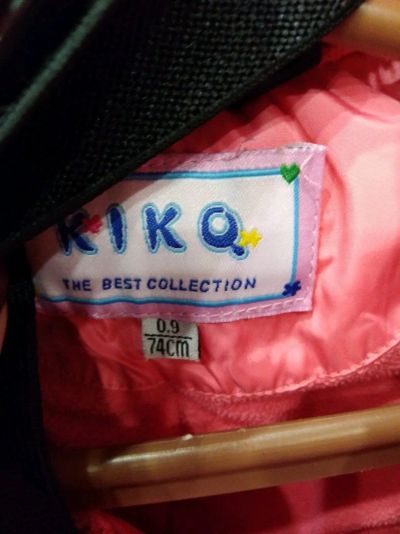 KIKO
THE BEST COLLECTION
0.9
74cm